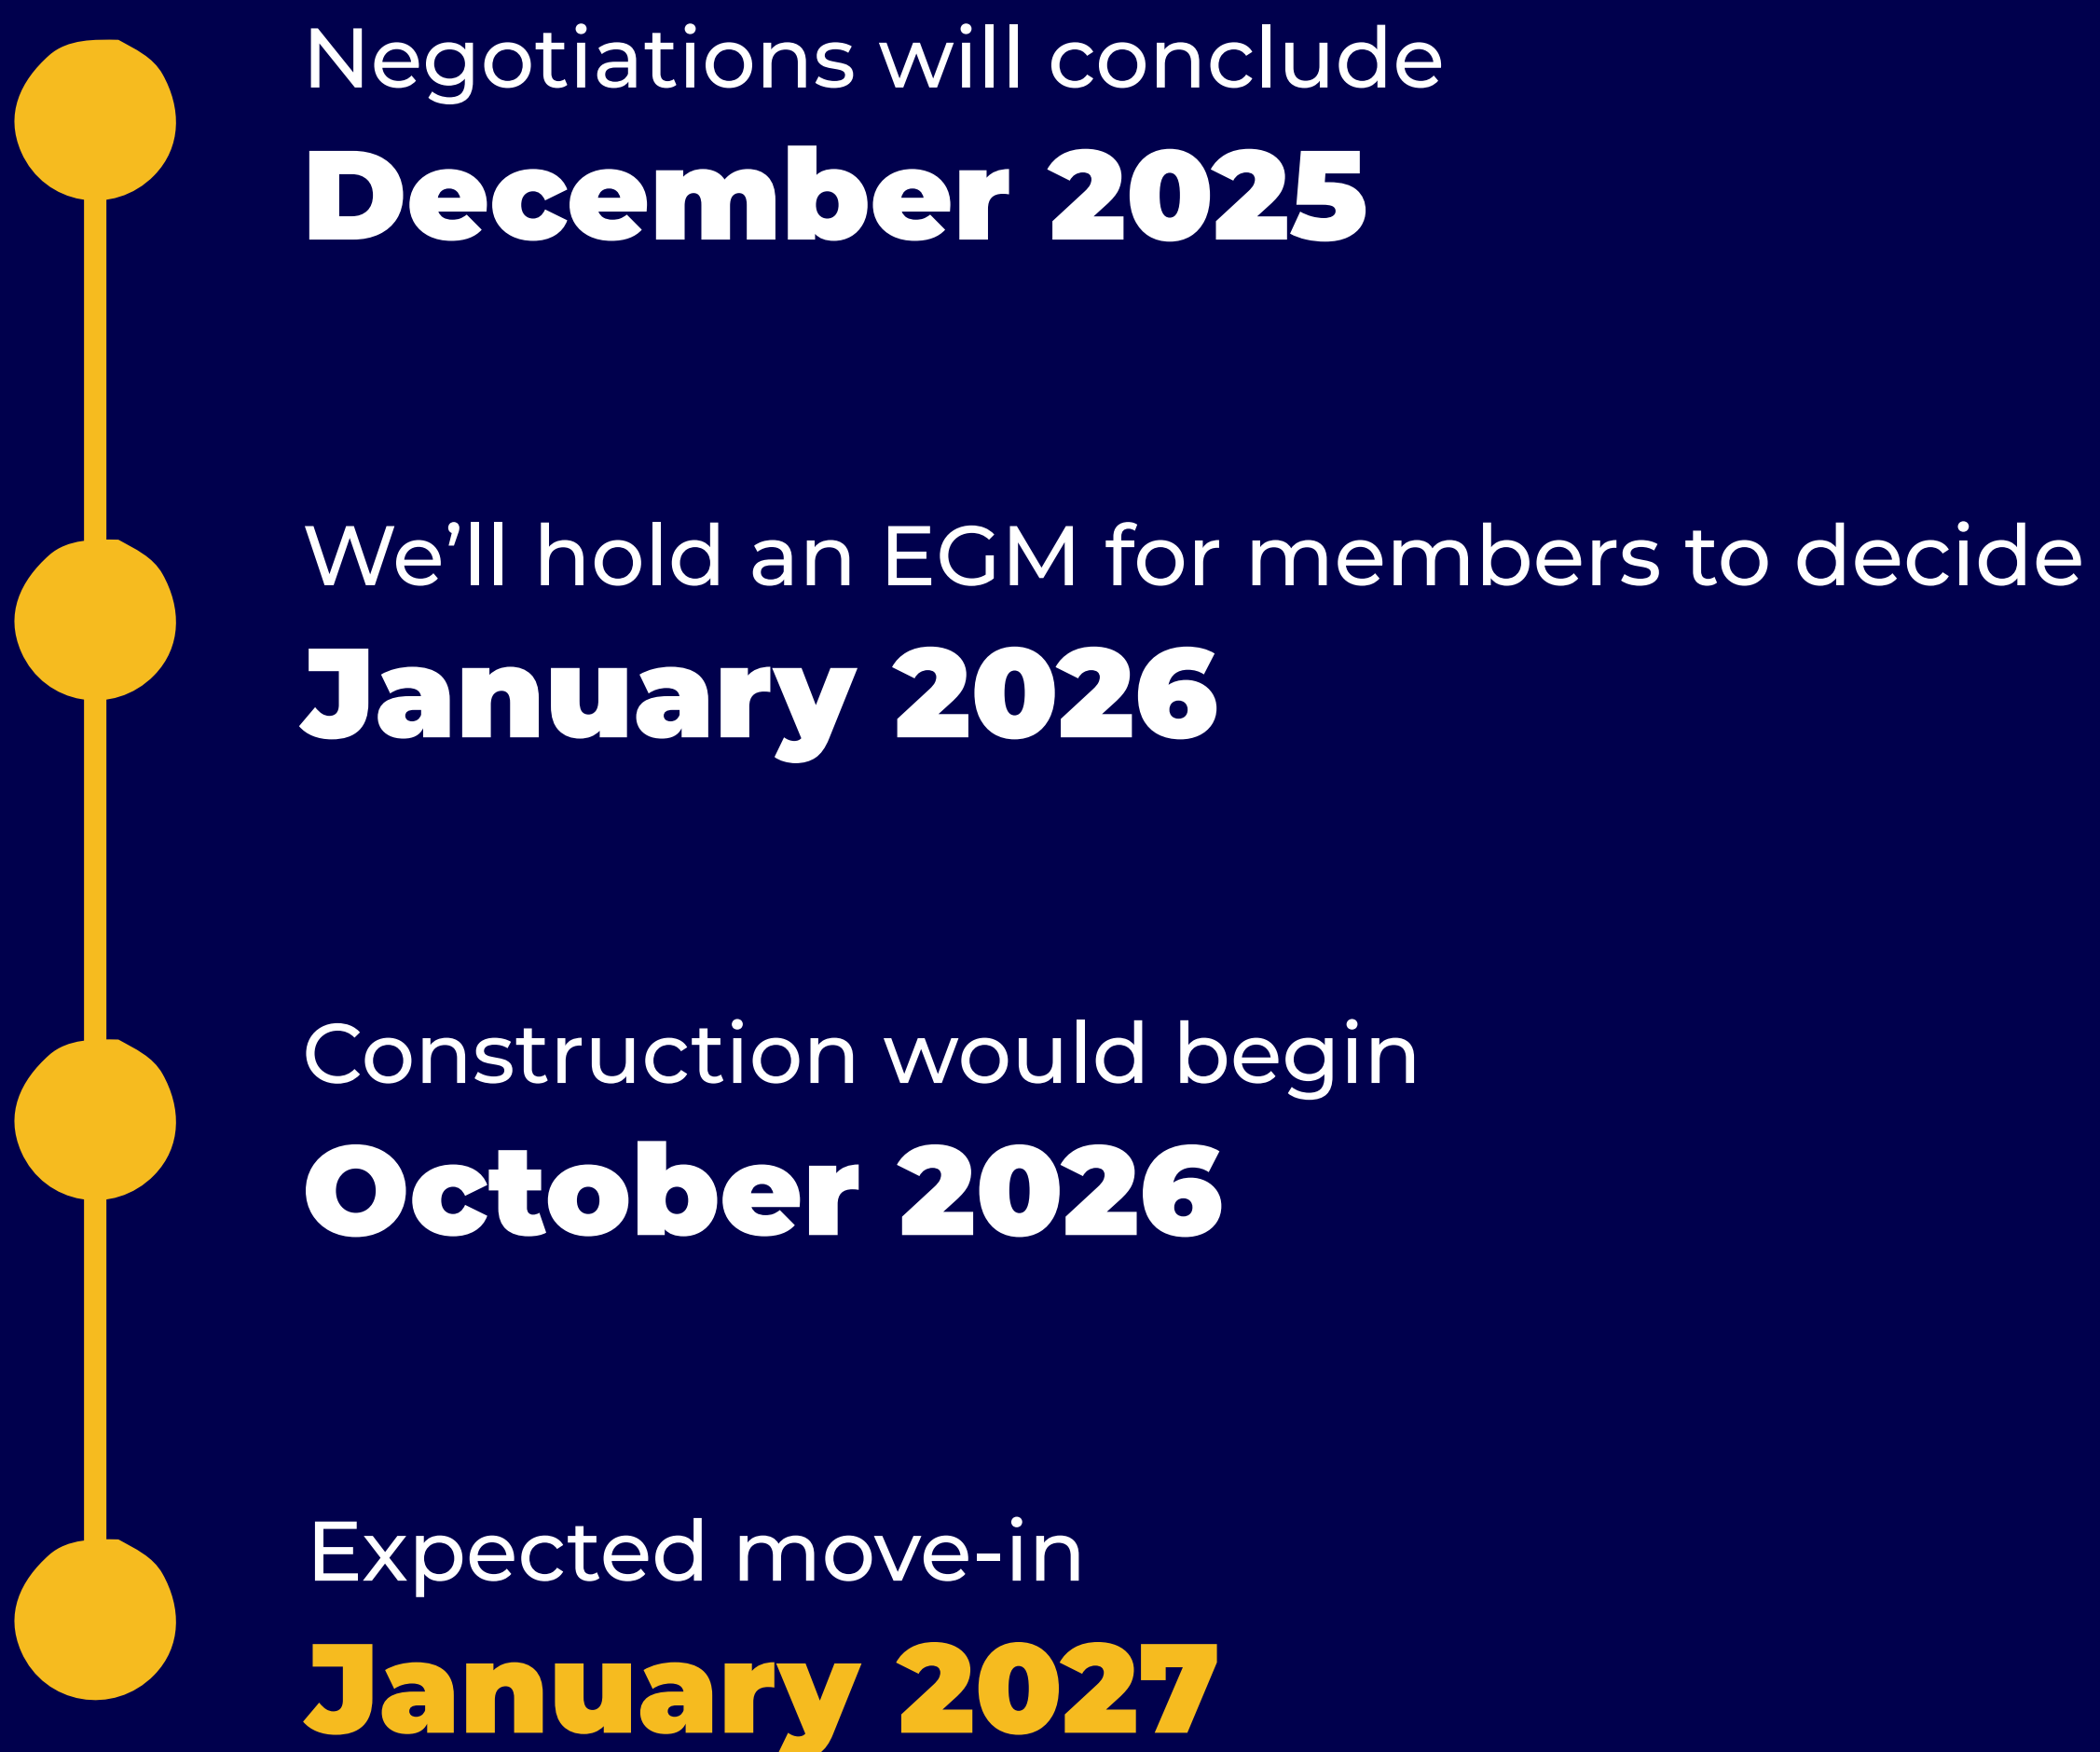 Negotiations will conclude
December 2025
We’ll hold an EGM for members to decide
January 2026
Construction would begin
October 2026
Expected move-in
January 2027